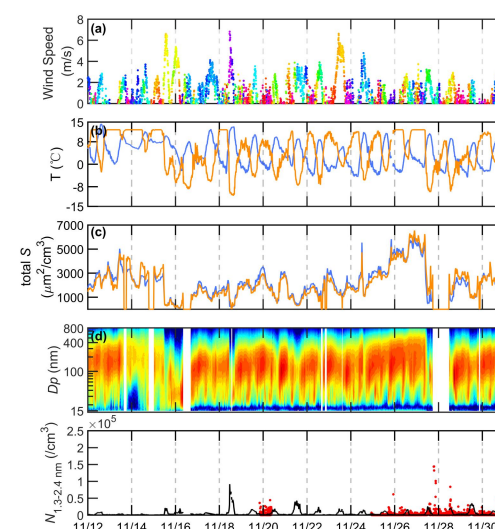 (a)
Wind Speed
(m/s)
8
6
4
2
0
(b)
T (℃)
15
8
0
-8
-15
(c)
total S
(μm²/cm³)
7000
5000
3000
1000
(d)
Dp (nm)
800
400
100
15
×10⁵
N1.3-2.4 nm (/cm³)
2.5
2
1.5
1
0.5
0
11/12 11/14 11/16 11/18 11/20 11/22 11/24 11/26 11/28 11/30